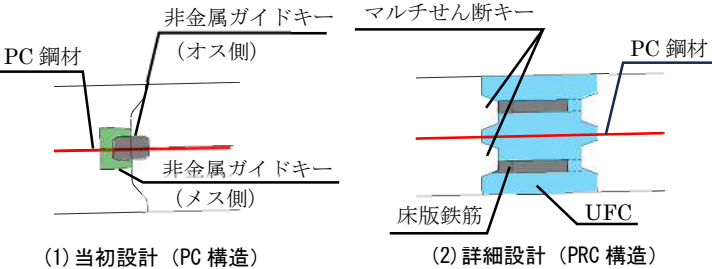 非金属ガイドキー
(オス側)
PC 鋼材
非金属ガイドキー
(メス側)
(1)当初設計（PC 構造）
マルチせん断キー
PC 鋼材
床版鉄筋
UFC
(2)詳細設計（PRC 構造）